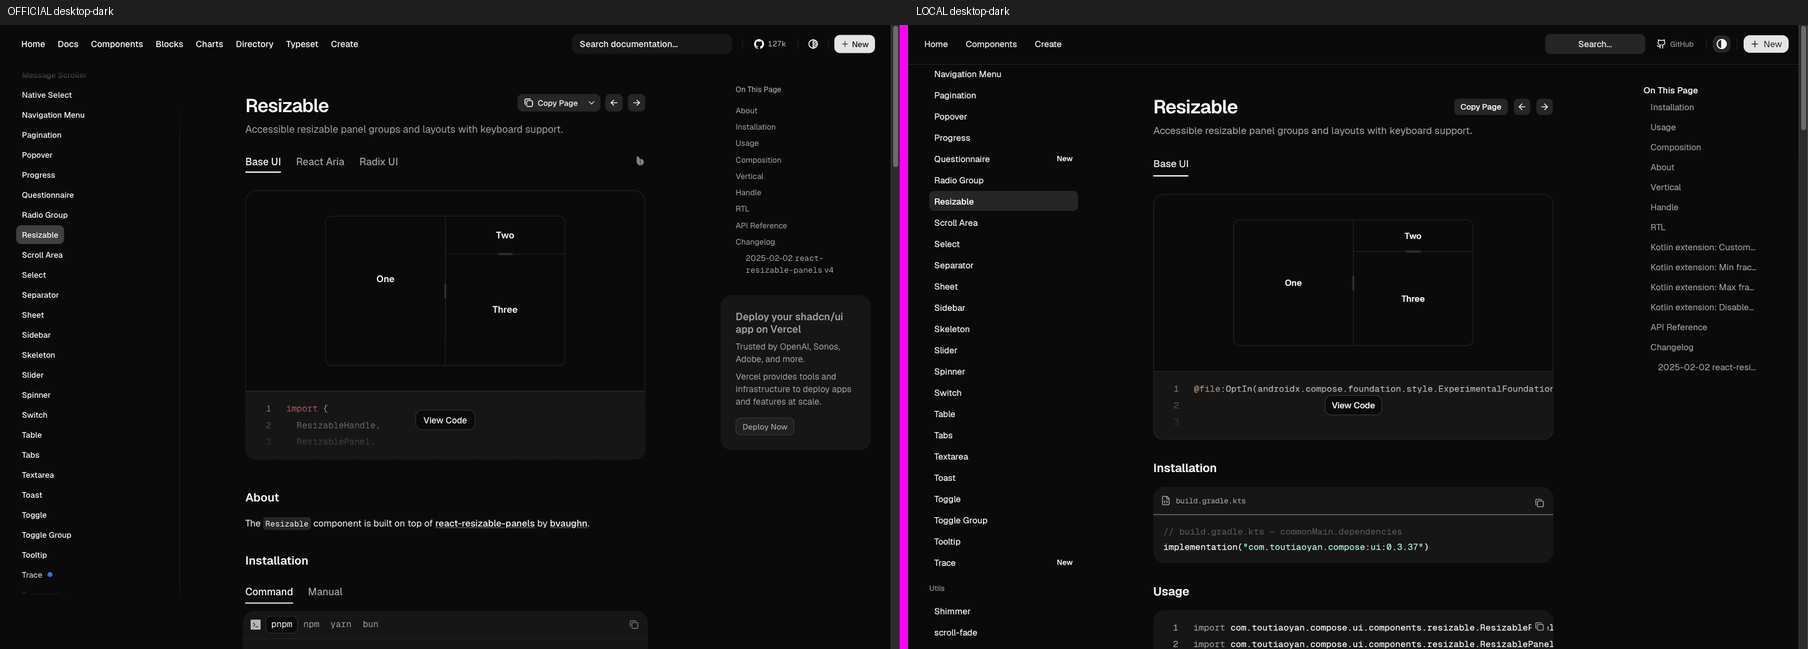 OFFICIAL desktop-dark
Home Docs Components Blocks Charts Directory Typeset Create
Search documentation...
127k
+ New
Message Scroller
Native Select
Navigation Menu
Pagination
Popover
Progress
Questionnaire
Radio Group
Resizable
Scroll Area
Select
Separator
Sheet
Sidebar
Skeleton
Slider
Spinner
Switch
Table
Tabs
Textarea
Toast
Toggle
Toggle Group
Tooltip
Trace
Resizable
Copy Page
Accessible resizable panel groups and layouts with keyboard support.
Base UI React Aria Radix UI
One
Two
Three
1 import {
2 ResizableHandle,
3 ResizablePanel,
View Code
About
The Resizable component is built on top of react-resizable-panels by bvaughn.
Installation
Command Manual
pnpm npm yarn bun
On This Page
About
Installation
Usage
Composition
Vertical
Handle
RTL
API Reference
Changelog
2025-02-02 react-
resizable-panels v4
Deploy your shadcn/ui
app on Vercel
Trusted by OpenAI, Sonos,
Adobe, and more.
Vercel provides tools and
infrastructure to deploy apps
and features at scale.
Deploy Now
LOCAL desktop-dark
Home Components Create
Search...
GitHub
+ New
Navigation Menu
Pagination
Popover
Progress
Questionnaire New
Radio Group
Resizable
Scroll Area
Select
Separator
Sheet
Sidebar
Skeleton
Slider
Spinner
Switch
Table
Tabs
Textarea
Toast
Toggle
Toggle Group
Tooltip
Trace New
Utils
Shimmer
scroll-fade
Resizable
Copy Page
Accessible resizable panel groups and layouts with keyboard support.
Base UI
One
Two
Three
1 @file:OptIn(androidx.compose.foundation.style.ExperimentalFoundation
2
3
View Code
Installation
build.gradle.kts
// build.gradle.kts — commonMain.dependencies
implementation("com.toutiaoyan.compose:ui:0.3.37")
Usage
1 import com.toutiaoyan.compose.ui.components.resizable.ResizableP
2 import com.toutiaoyan.compose.ui.components.resizable.ResizablePanel
On This Page
Installation
Usage
Composition
About
Vertical
Handle
RTL
Kotlin extension: Custom...
Kotlin extension: Min frac...
Kotlin extension: Max fra...
Kotlin extension: Disable...
API Reference
Changelog
2025-02-02 react-resi...